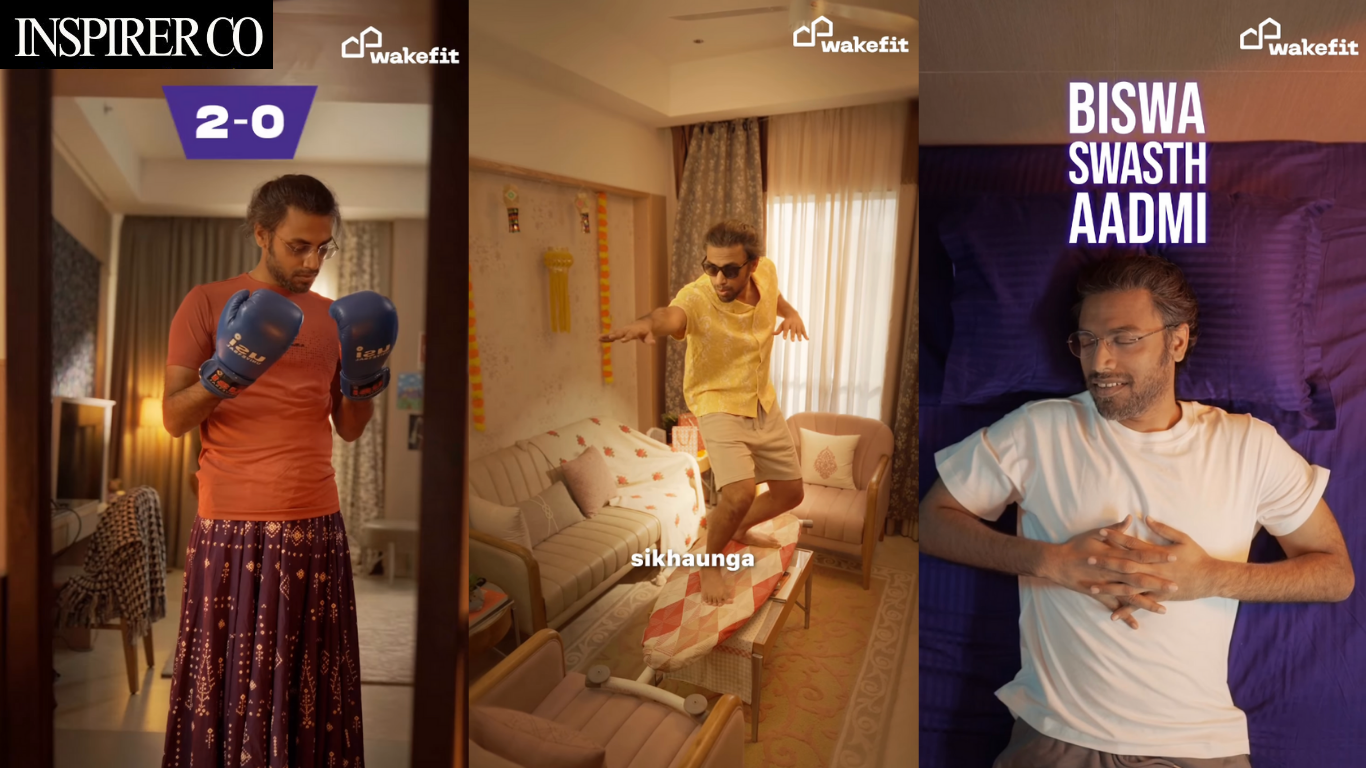 INSPIRER CO
wakefit
2-0
wakefit
sikhaunga
wakefit
BISWA
SWASTH
AADMI